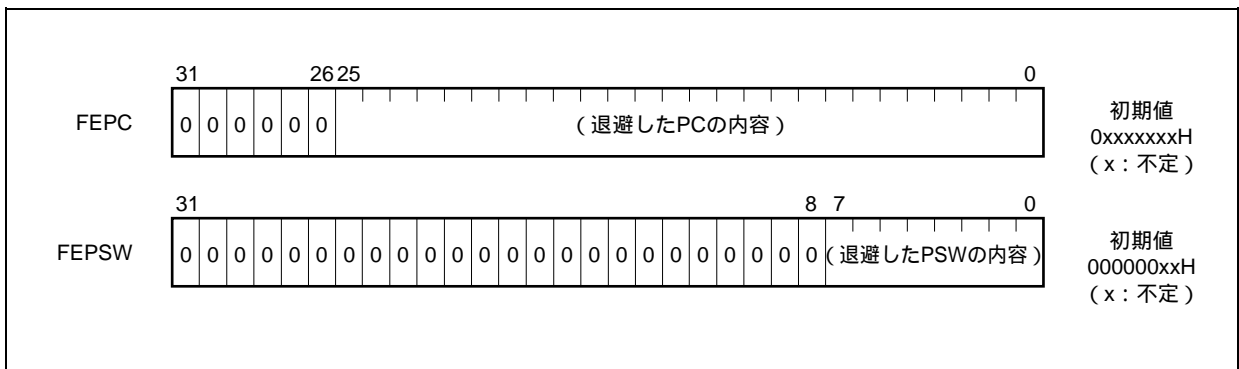 31 26 25 0
FEPC 0 0 0 0 0 0 (退避したPCの内容) 初期値
0xxxxxxxH
(x：不定)
31 8 7 0
FEPSW 0 0 0 0 0 0 0 0 0 0 0 0 0 0 0 0 0 0 0 0 0 0 0 0 (退避したPSWの内容) 初期値
000000xxH
(x：不定)